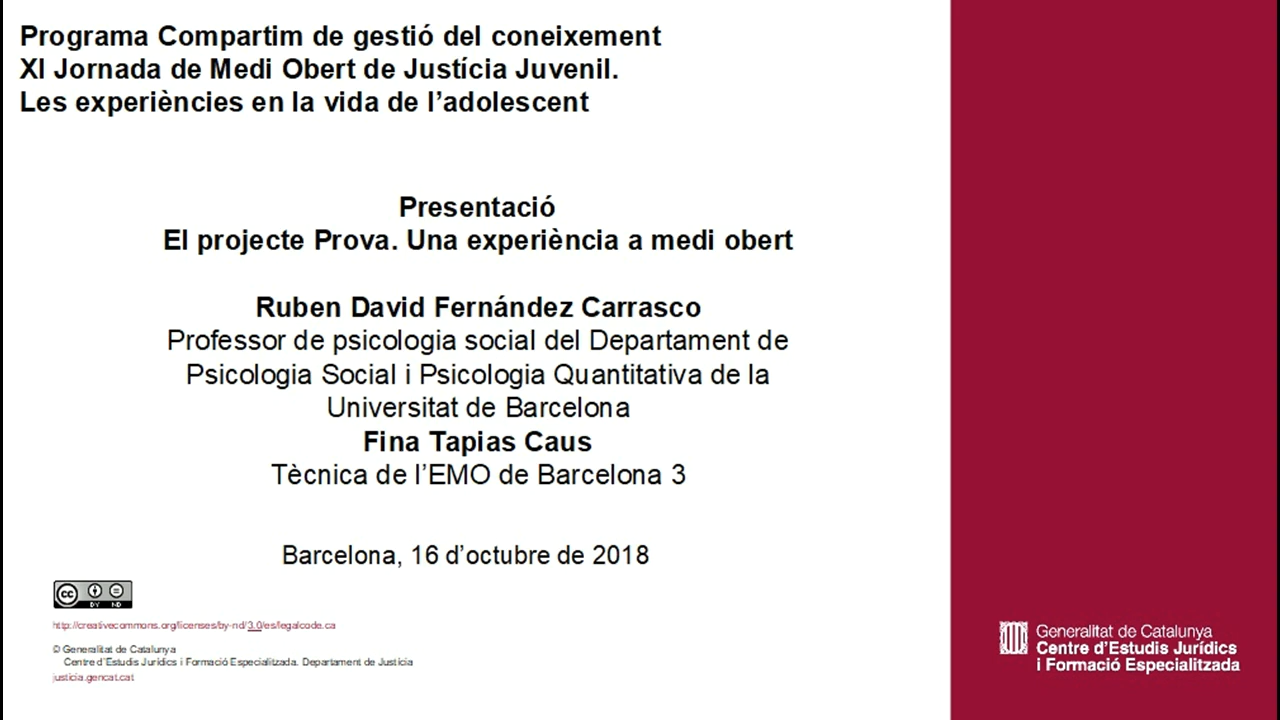 Programa Compartim de gestió del coneixement
XI Jornada de Medi Obert de Justícia Juvenil.
Les experiències en la vida de l’adolescent
Presentació
El projecte Prova. Una experiència a medi obert
Ruben David Fernández Carrasco
Professor de psicologia social del Departament de
Psicologia Social i Psicologia Quantitativa de la
Universitat de Barcelona
Fina Tapias Caus
Tècnica de l’EMO de Barcelona 3
Barcelona, 16 d’octubre de 2018
cc BY ND
http://creativecommons.org/licenses/by-nd/3.0/es/legalcode.ca
© Generalitat de Catalunya
Centre d’Estudis Jurídics i Formació Especialitzada. Departament de Justícia
justicia.gencat.cat
Generalitat de Catalunya
Centre d’Estudis Jurídics
i Formació Especialitzada